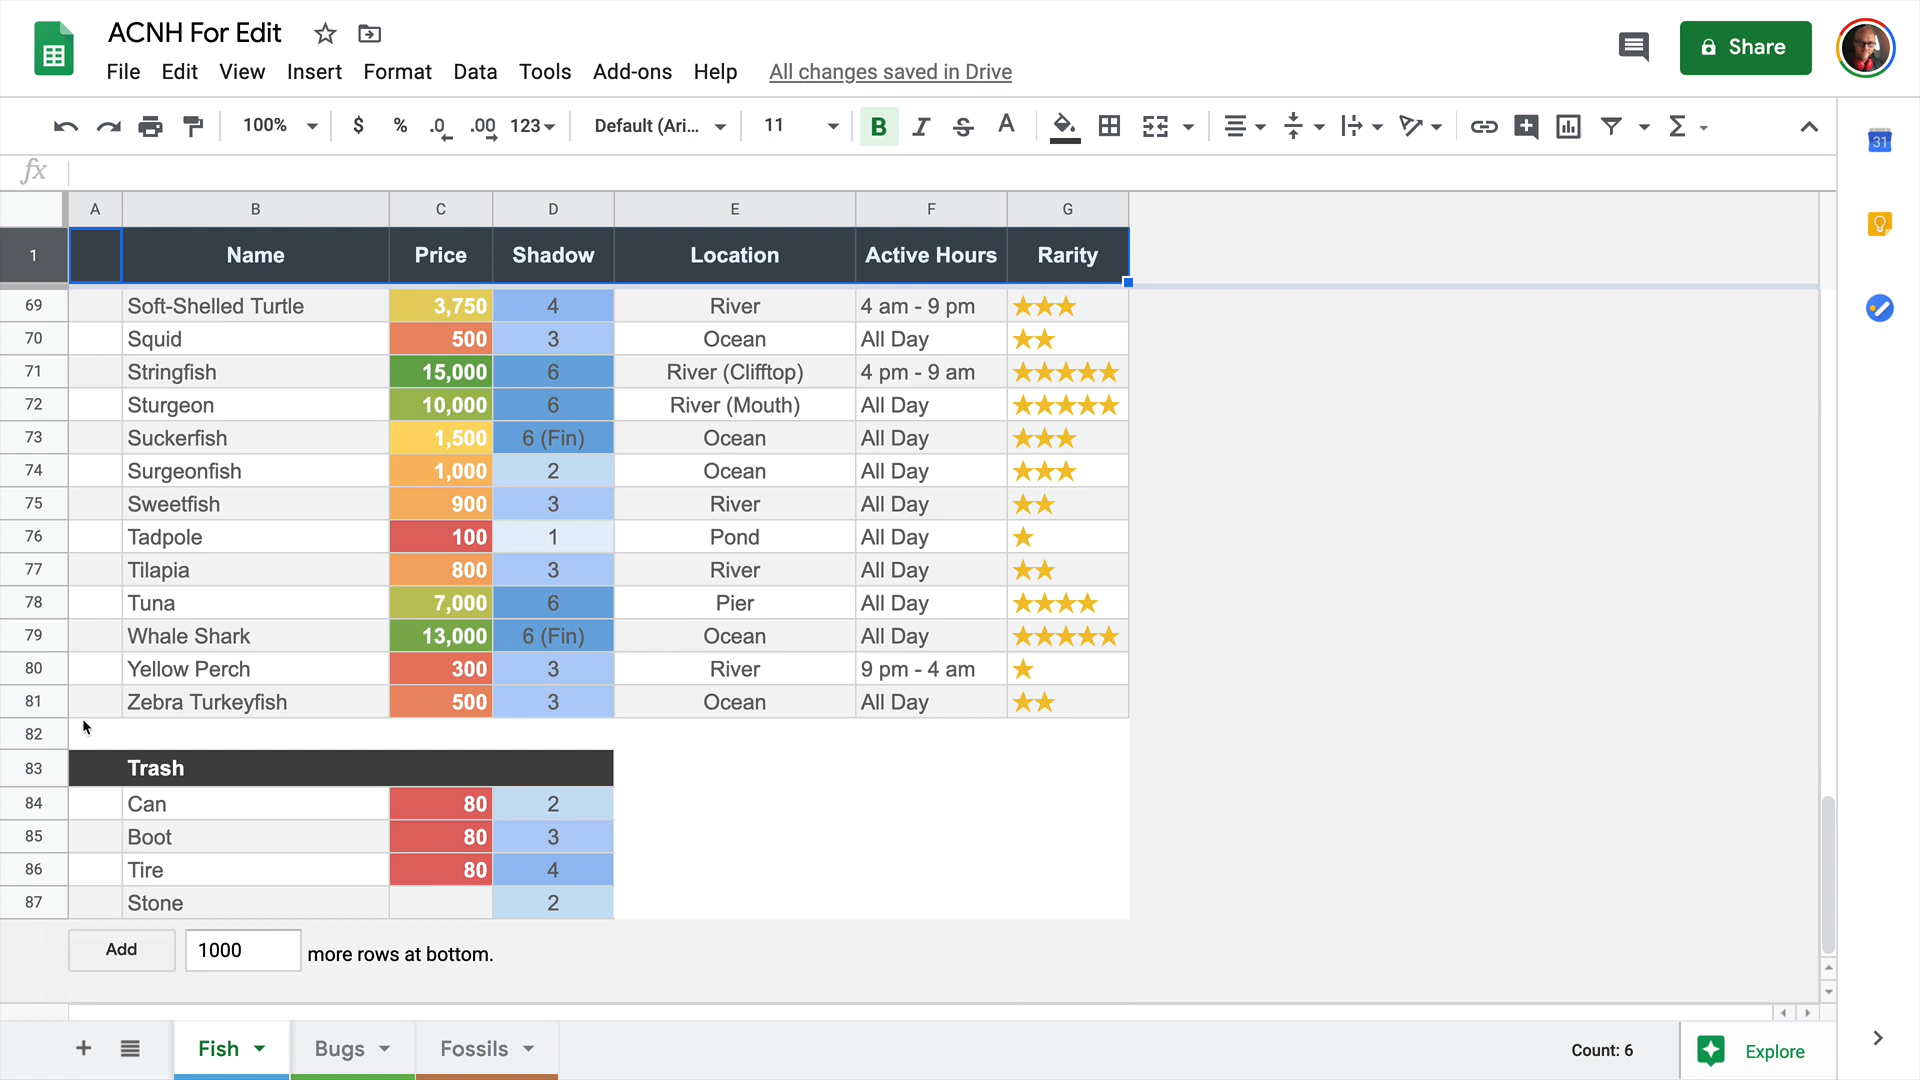 ACNH For Edit
Share
File Edit View Insert Format Data Tools Add-ons Help All changes saved in Drive
100% $ % .0 .00 123 Default (Ari... 11 B I S A
31
fx
A B C D E F G
1 Name Price Shadow Location Active Hours Rarity
69 Soft-Shelled Turtle 3,750 4 River 4 am - 9 pm ★★★
70 Squid 500 3 Ocean All Day ★★
71 Stringfish 15,000 6 River (Clifftop) 4 pm - 9 am ★★★★★
72 Sturgeon 10,000 6 River (Mouth) All Day ★★★★★
73 Suckerfish 1,500 6 (Fin) Ocean All Day ★★★
74 Surgeonfish 1,000 2 Ocean All Day ★★★
75 Sweetfish 900 3 River All Day ★★
76 Tadpole 100 1 Pond All Day ★
77 Tilapia 800 3 River All Day ★★
78 Tuna 7,000 6 Pier All Day ★★★★
79 Whale Shark 13,000 6 (Fin) Ocean All Day ★★★★★
80 Yellow Perch 300 3 River 9 pm - 4 am ★
81 Zebra Turkeyfish 500 3 Ocean All Day ★★
82
83 Trash
84 Can 80 2
85 Boot 80 3
86 Tire 80 4
87 Stone 2
Add 1000 more rows at bottom.
Fish Bugs Fossils Count: 6 Explore